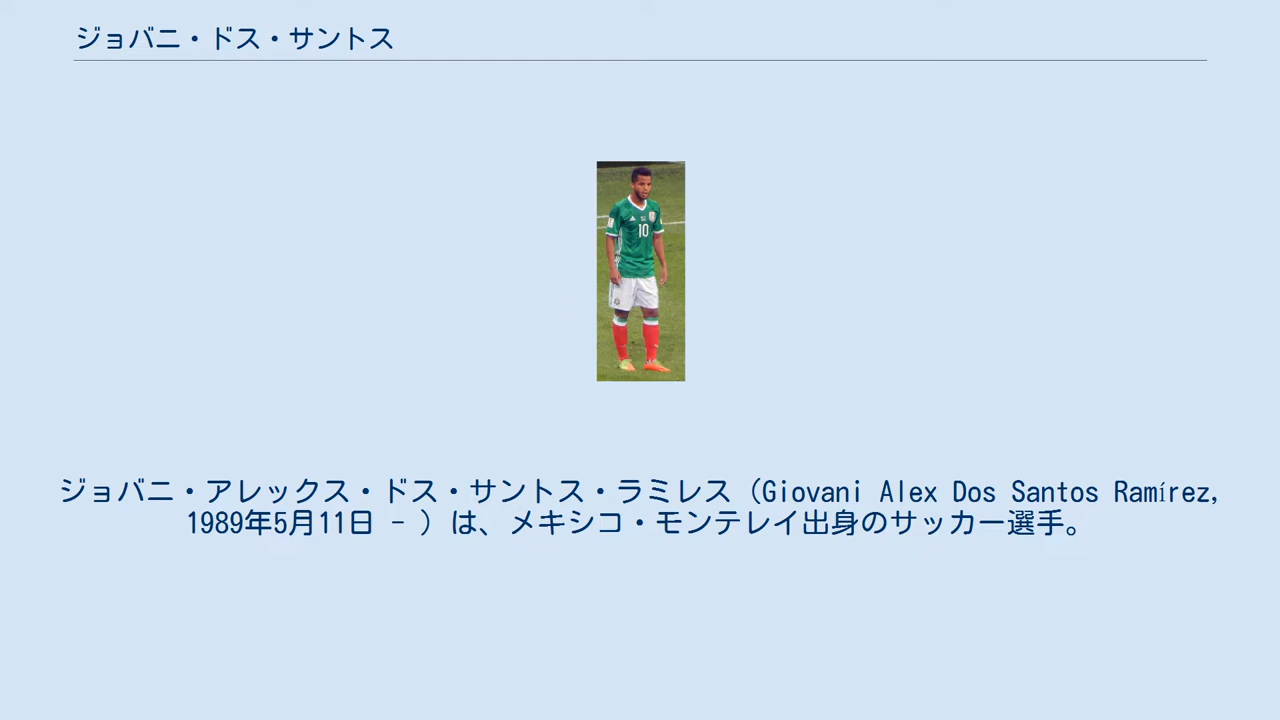 ジョバニ・ドス・サントス
10
ジョバニ・アレックス・ドス・サントス・ラミレス（Giovani Alex Dos Santos Ramírez,
1989年5月11日 - ）は、メキシコ・モンテレイ出身のサッカー選手。